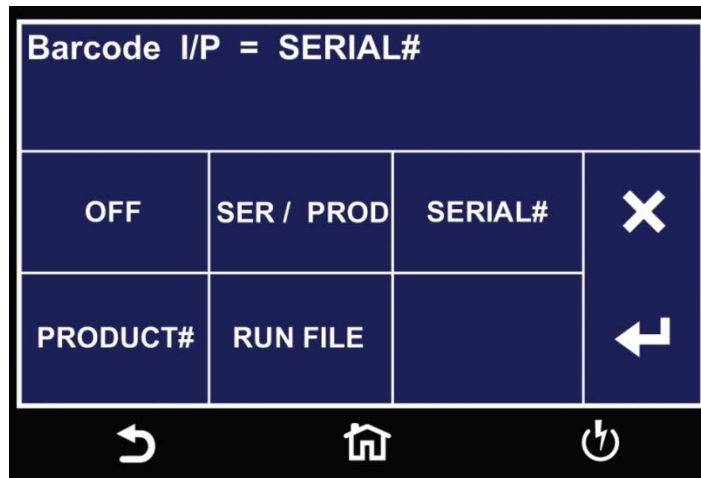 Barcode I/P = SERIAL#
OFF
SER / PROD
SERIAL#
PRODUCT#
RUN FILE